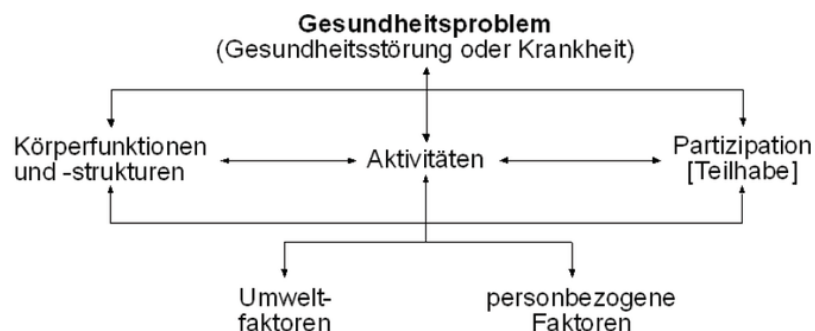 Gesundheitsproblem
(Gesundheitsstörung oder Krankheit)
Körperfunktionen
und -strukturen
Aktivitäten
Partizipation
[Teilhabe]
Umwelt-
faktoren
personbezogene
Faktoren